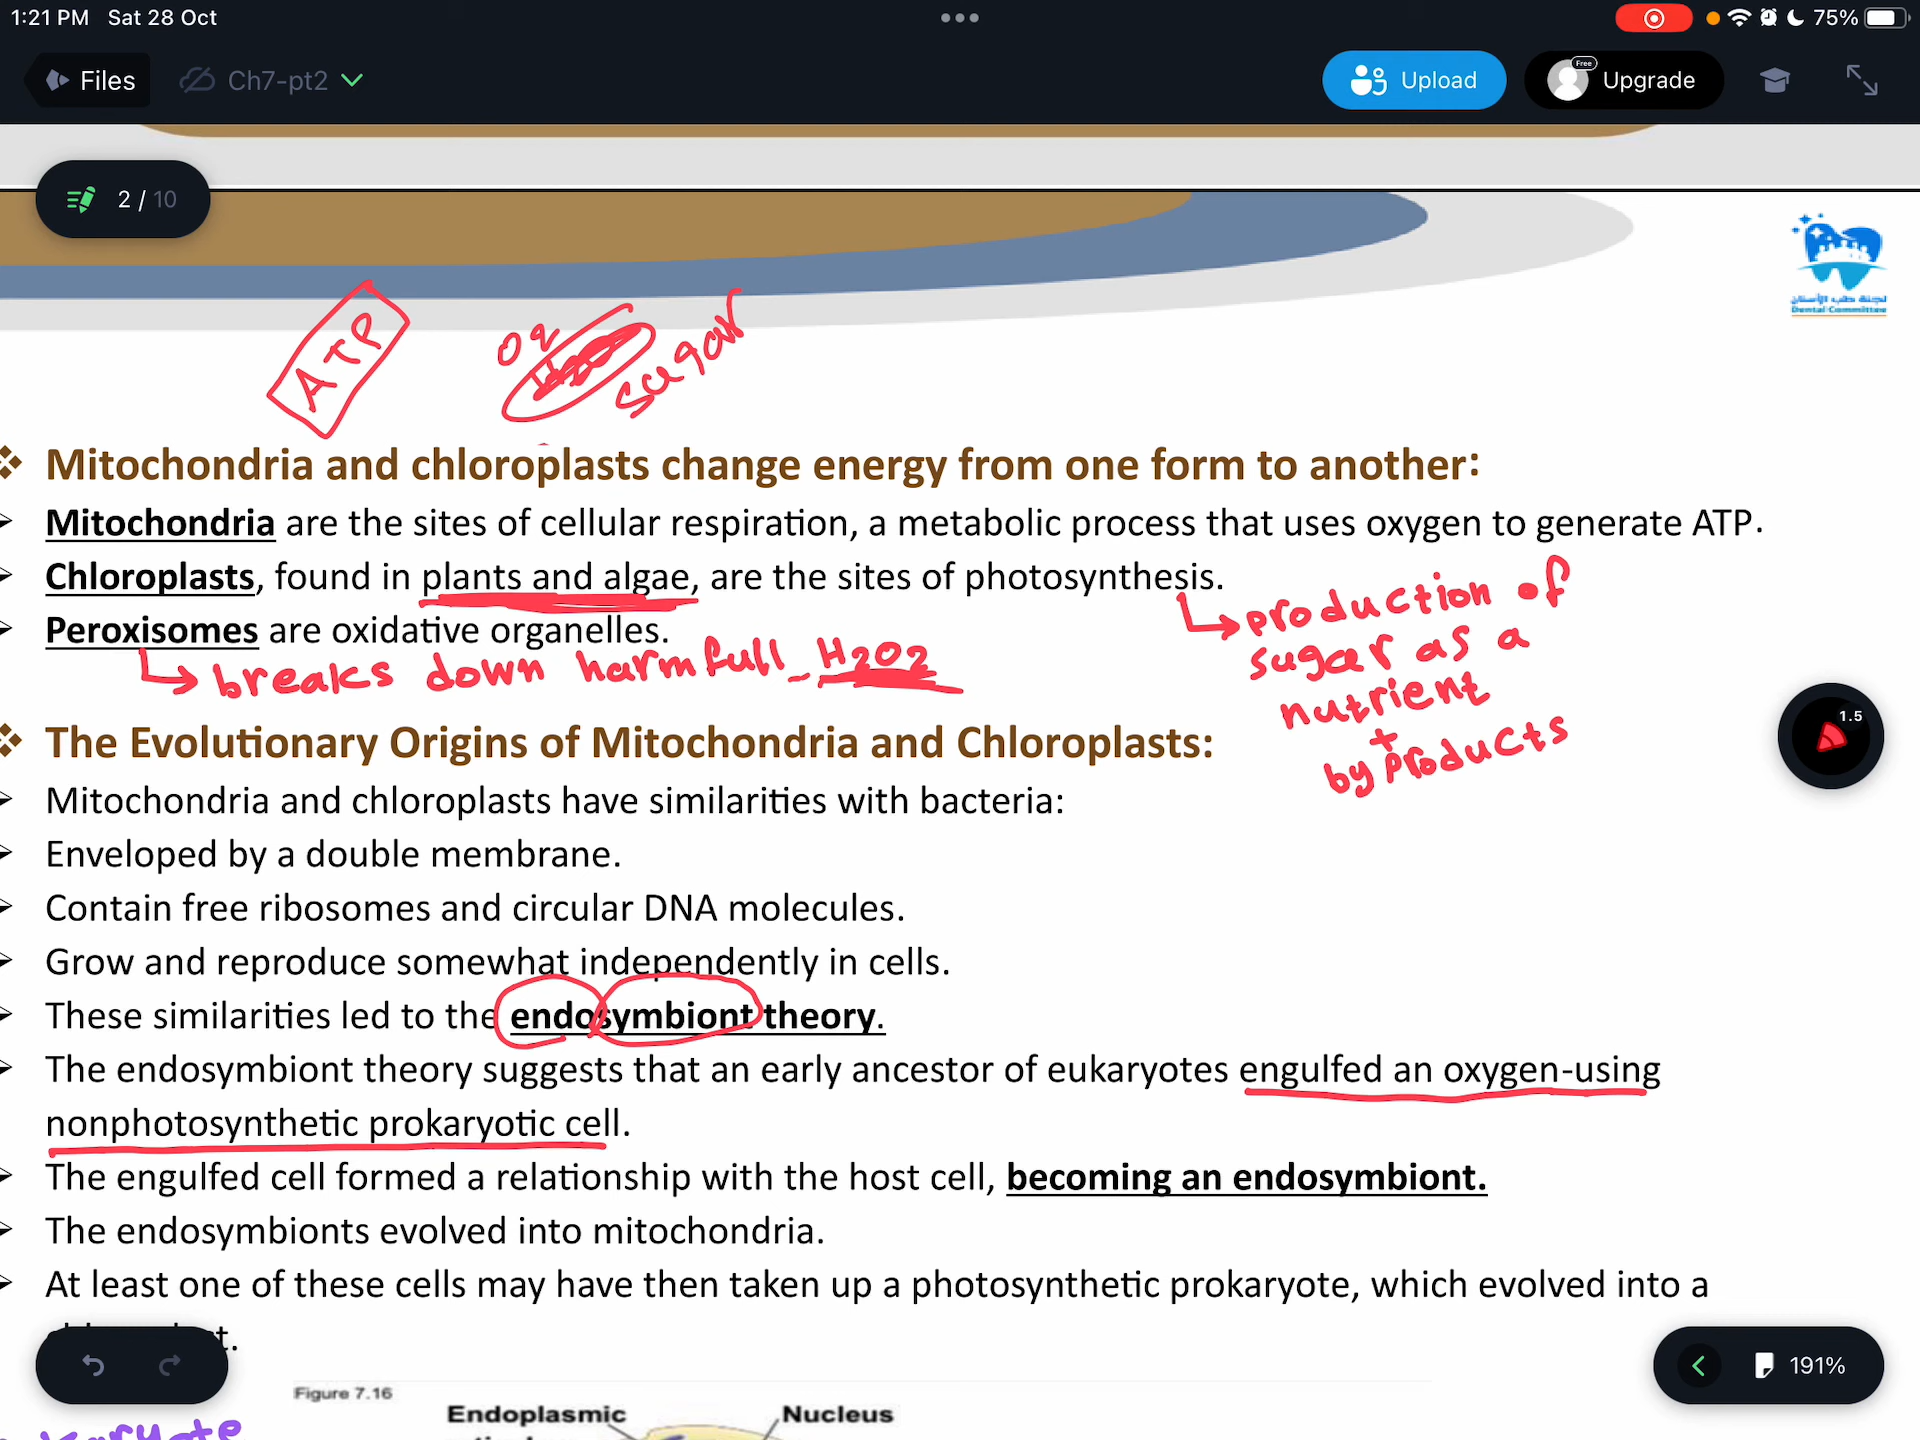 1:21 PM Sat 28 Oct
75%
Files
Ch7-pt2
Upload
Free
Upgrade
2 / 10
لجنة طب الأسنان
Dental Committee
ATP
O2
sugar
Mitochondria and chloroplasts change energy from one form to another:
Mitochondria are the sites of cellular respiration, a metabolic process that uses oxygen to generate ATP.
Chloroplasts, found in plants and algae, are the sites of photosynthesis.
production of
sugar as a
nutrient
+
by products
Peroxisomes are oxidative organelles.
breaks down harmfull H2O2
1.5
The Evolutionary Origins of Mitochondria and Chloroplasts:
Mitochondria and chloroplasts have similarities with bacteria:
Enveloped by a double membrane.
Contain free ribosomes and circular DNA molecules.
Grow and reproduce somewhat independently in cells.
These similarities led to the endosymbiont theory.
The endosymbiont theory suggests that an early ancestor of eukaryotes engulfed an oxygen-using
nonphotosynthetic prokaryotic cell.
The engulfed cell formed a relationship with the host cell, becoming an endosymbiont.
The endosymbionts evolved into mitochondria.
At least one of these cells may have then taken up a photosynthetic prokaryote, which evolved into a
191%
Figure 7.16
Endoplasmic
Nucleus